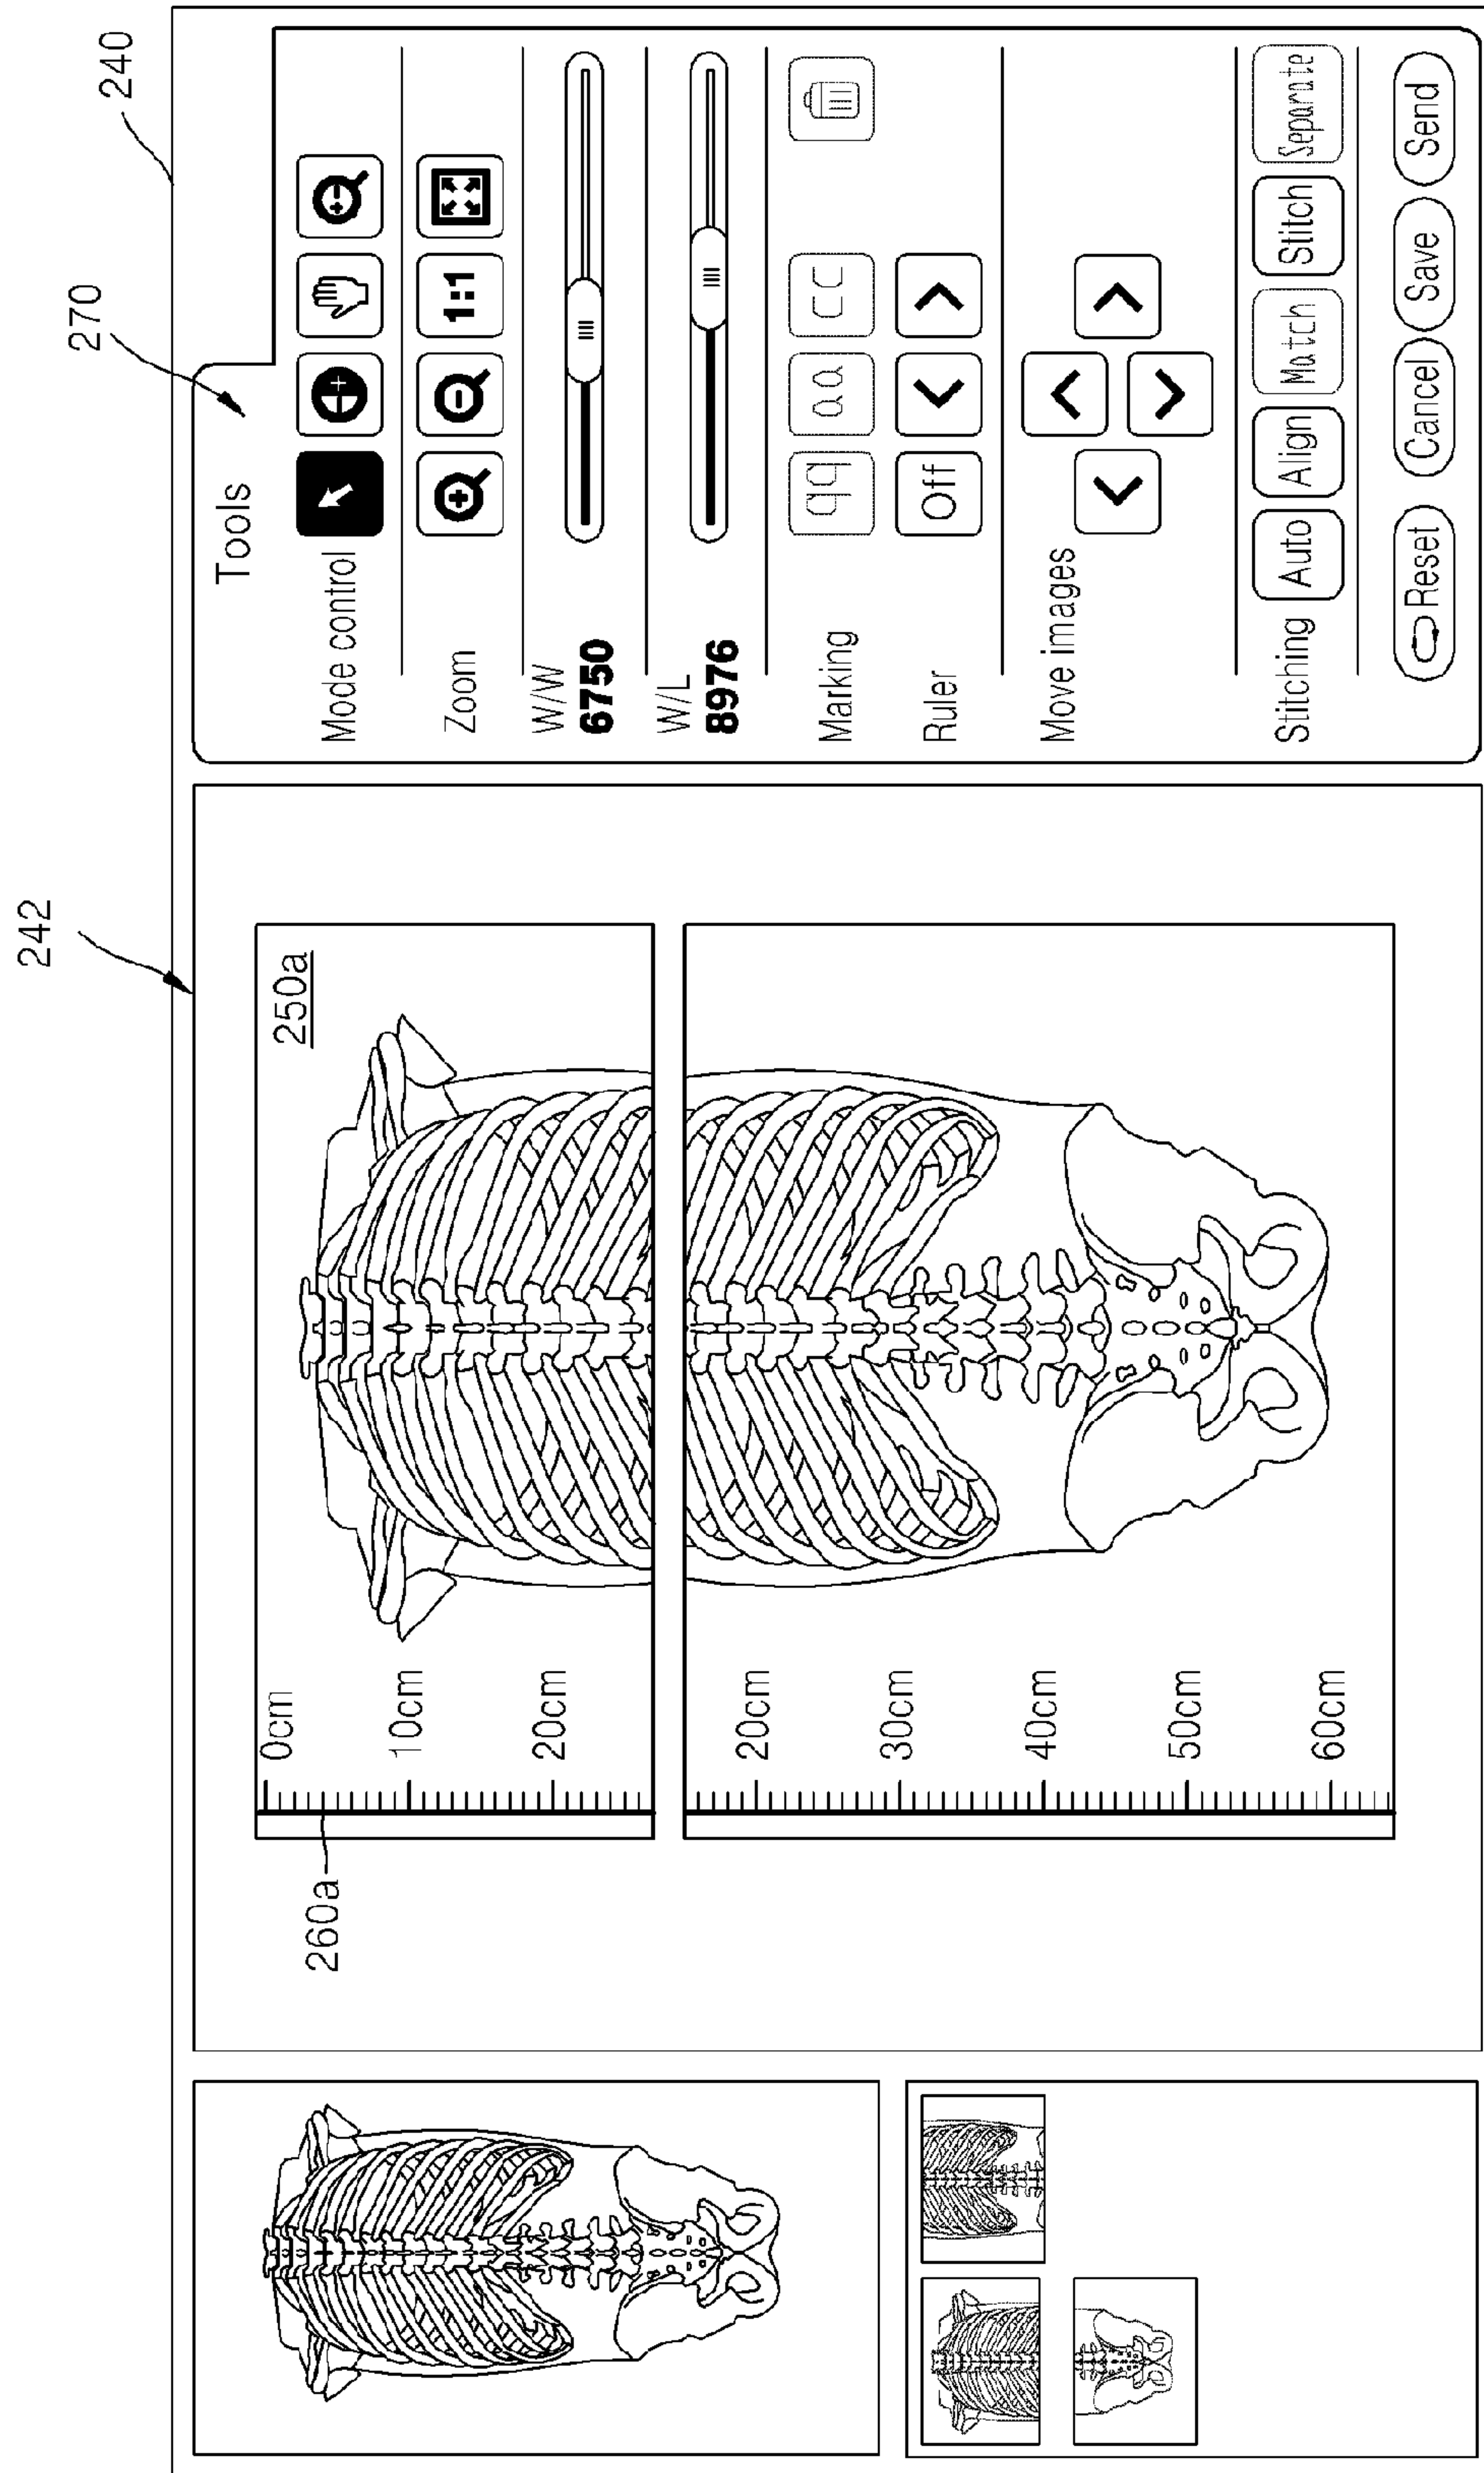 242
270
240
250a
260a
0cm
10cm
20cm
20cm
30cm
40cm
50cm
60cm
Tools
Mode control
Zoom
1:1
W/W
6750
W/L
8976
Marking
qq
aa
cc
Ruler
Off
Move images
Stitching
Auto
Align
Match
Stitch
Separate
Reset
Cancel
Save
Send